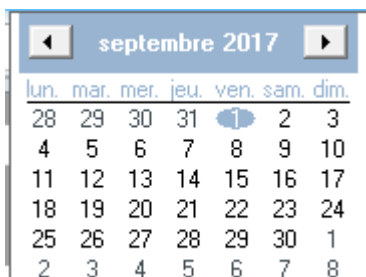 septembre 2017
lun. mar. mer. jeu. ven. sam. dim.
28 29 30 31 1 2 3
4 5 6 7 8 9 10
11 12 13 14 15 16 17
18 19 20 21 22 23 24
25 26 27 28 29 30 1
2 3 4 5 6 7 8